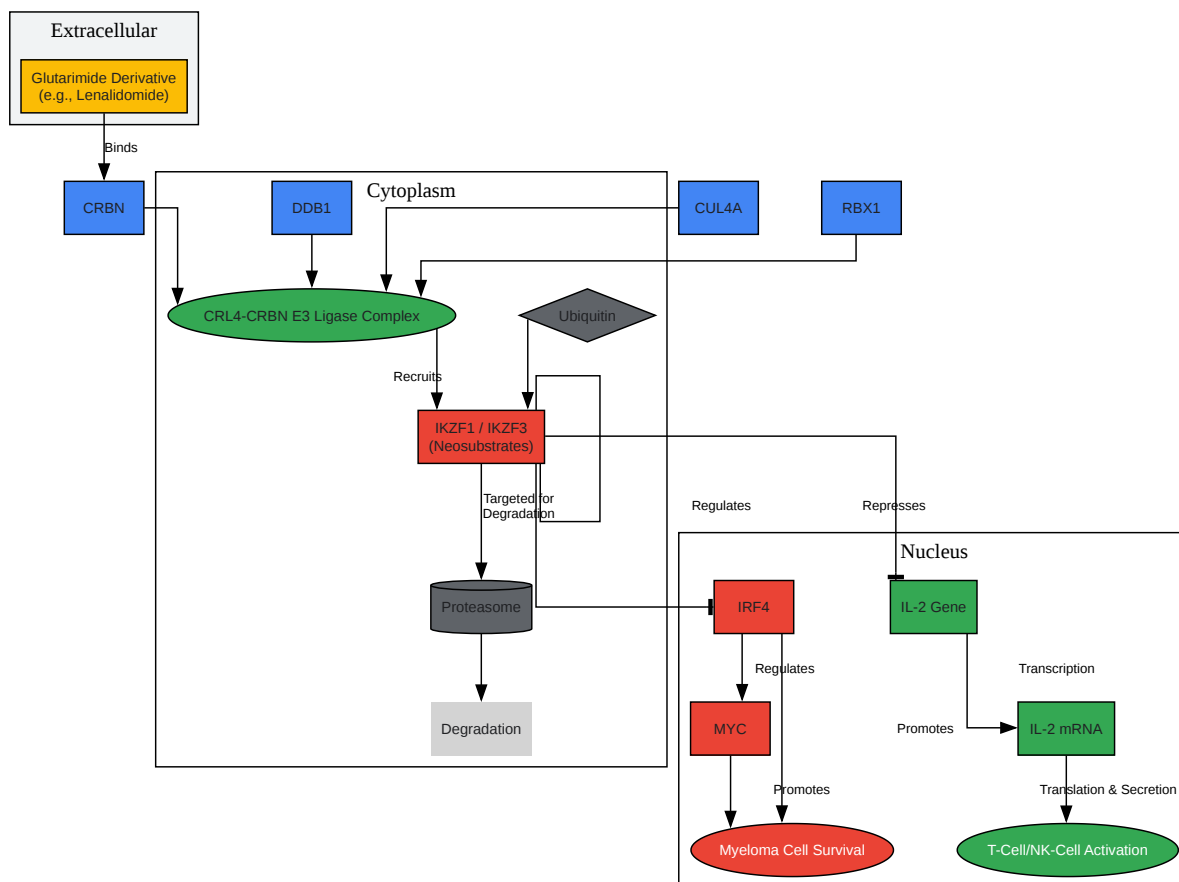 Extracellular
Glutarimide Derivative
(e.g., Lenalidomide)
Binds
Cytoplasm
CRBN
DDB1
CUL4A
RBX1
CRL4-CRBN E3 Ligase Complex
Ubiquitin
Recruits
IKZF1 / IKZF3
(Neosubstrates)
Targeted for
Degradation
Regulates
Represses
Nucleus
Proteasome
IRF4
IL-2 Gene
Regulates
Transcription
Degradation
MYC
Promotes
IL-2 mRNA
Promotes
Translation & Secretion
Myeloma Cell Survival
T-Cell/NK-Cell Activation